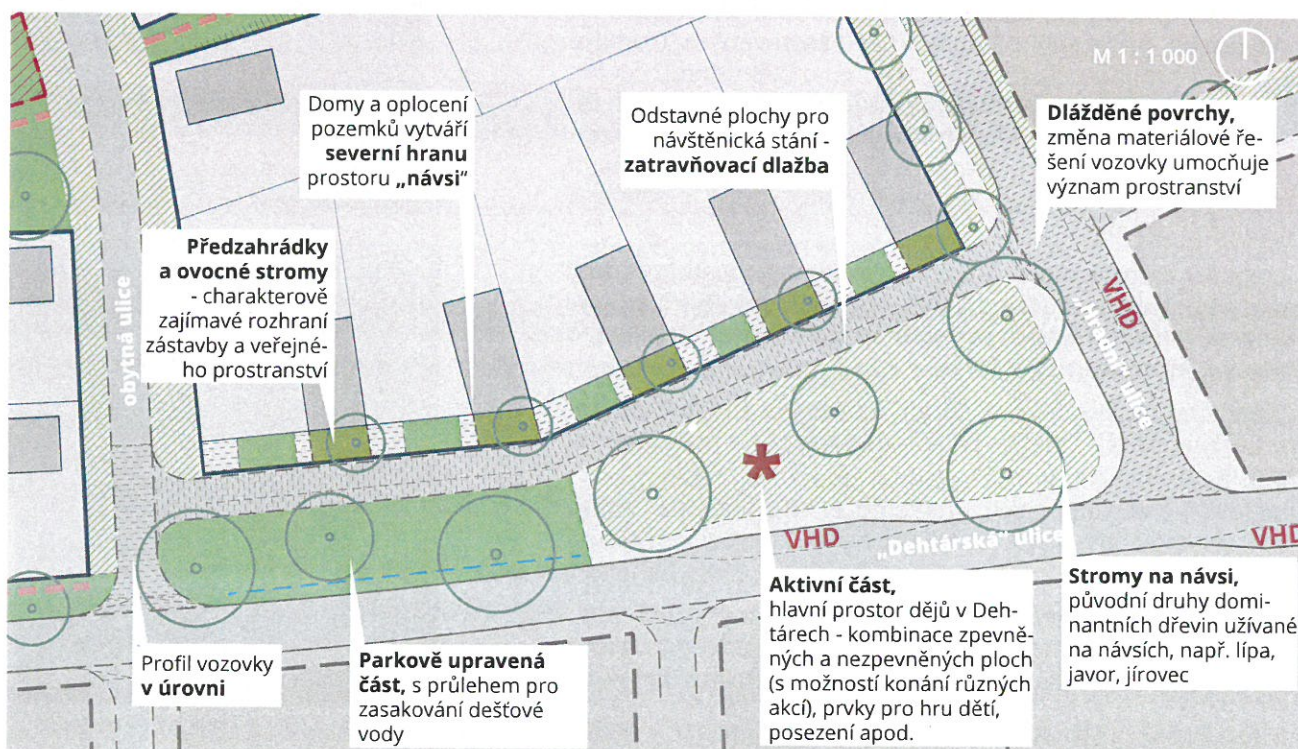 M 1 : 1 000
Domy a oplocení
pozemků vytváří
severní hranu
prostoru „návsi“
Odstavné plochy pro
návštěnická stání -
zatravňovací dlažba
Dlážděné povrchy,
změna materiálové ře-
šení vozovky umocňuje
význam prostranství
Předzahrádky
a ovocné stromy
- charakterově
zajímavé rozhraní
zástavby a veřejné-
ho prostranství
obytná ulice
VHD
„Hradní“ ulice
VHD
„Dehtárská“ ulice
VHD
Profil vozovky
v úrovni
Parkově upravená
část, s průlehem pro
zasakování dešťové
vody
Aktivní část,
hlavní prostor dějů v Deh-
tárech - kombinace zpevně-
ných a nezpevněných ploch
(s možností konání různých
akcí), prvky pro hru dětí,
posezení apod.
Stromy na návsi,
původní druhy domi-
nantních dřevin užívané
na návsích, např. lípa,
javor, jírovec